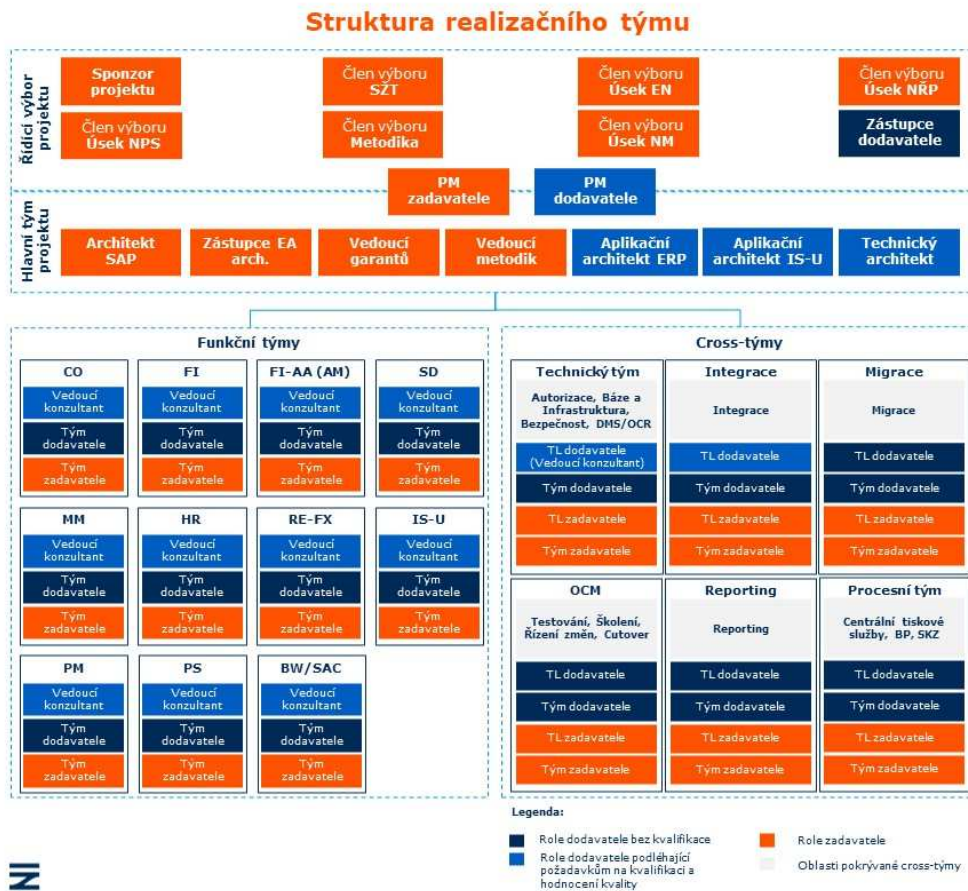 Struktura realizačního týmu
Řídící výbor
projektu
Sponzor
projektu
Člen výboru
SŽT
Člen výboru
Úsek EN
Člen výboru
Úsek NŘP
Člen výboru
Úsek NPS
Člen výboru
Metodika
Člen výboru
Úsek NM
Zástupce
dodavatele
PM
zadavatele
PM
dodavatele
Hlavní tým
projektu
Architekt
SAP
Zástupce EA
arch.
Vedoucí
garantů
Vedoucí
metodik
Aplikační
architekt ERP
Aplikační
architekt IS-U
Technický
architekt
Funkční týmy
CO
Vedoucí
konzultant
Tým
dodavatele
Tým
zadavatele
FI
Vedoucí
konzultant
Tým
dodavatele
Tým
zadavatele
FI-AA (AM)
Vedoucí
konzultant
Tým
dodavatele
Tým
zadavatele
SD
Vedoucí
konzultant
Tým
dodavatele
Tým
zadavatele
MM
Vedoucí
konzultant
Tým
dodavatele
Tým
zadavatele
HR
Vedoucí
konzultant
Tým
dodavatele
Tým
zadavatele
RE-FX
Vedoucí
konzultant
Tým
dodavatele
Tým
zadavatele
IS-U
Vedoucí
konzultant
Tým
dodavatele
Tým
zadavatele
PM
Vedoucí
konzultant
Tým
dodavatele
Tým
zadavatele
PS
Vedoucí
konzultant
Tým
dodavatele
Tým
zadavatele
BW/SAC
Vedoucí
konzultant
Tým
dodavatele
Tým
zadavatele
Cross-týmy
Technický tým
Autorizace, Báze a
Infrastruktura,
Bezpečnost, DMS/OCR
TL dodavatele
(Vedoucí konzultant)
Tým dodavatele
TL zadavatele
Tým zadavatele
Integrace
Integrace
TL dodavatele
Tým dodavatele
TL zadavatele
Tým zadavatele
Migrace
Migrace
TL dodavatele
Tým dodavatele
TL zadavatele
Tým zadavatele
OCM
Testování, Školení,
Řízení změn, Cutover
TL dodavatele
Tým dodavatele
TL zadavatele
Tým zadavatele
Reporting
Reporting
TL dodavatele
Tým dodavatele
TL zadavatele
Tým zadavatele
Procesní tým
Centrální tiskové
služby, BP, SKZ
TL dodavatele
Tým dodavatele
TL zadavatele
Tým zadavatele
Legenda:
Role dodavatele bez kvalifikace
Role dodavatele podléhající
požadavkům na kvalifikaci a
hodnocení kvality
Role zadavatele
Oblasti pokrývané cross-týmy